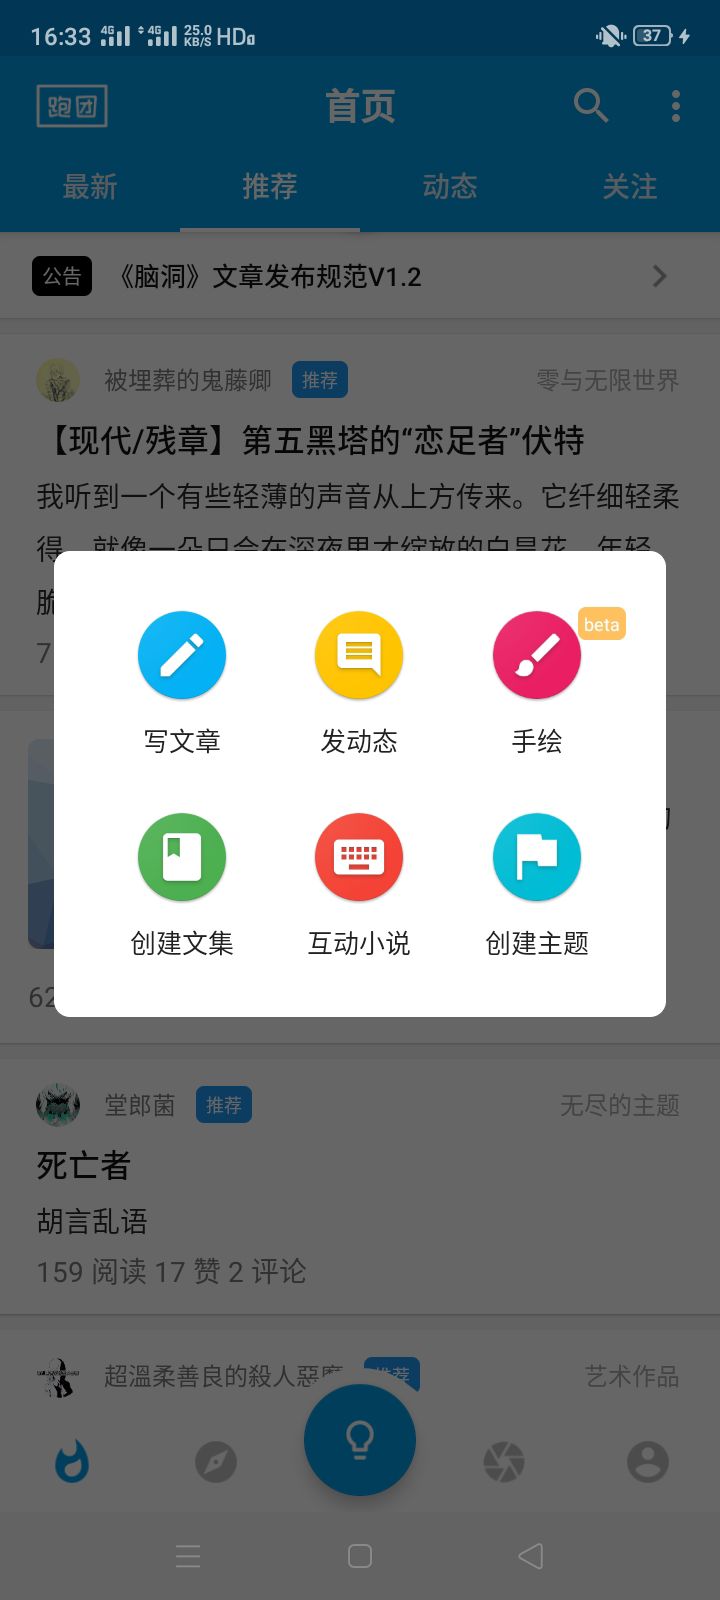 16:33 4G 4G 25.0 KB/S HD 37
跑团 首页
最新 推荐 动态 关注
公告 《脑洞》文章发布规范V1.2
被埋葬的鬼藤卿 推荐 零与无限世界
【现代/残章】第五黑塔的“恋足者”伏特
我听到一个有些轻薄的声音从上方传来。它纤细轻柔
得，就像一朵只会在深夜里才绽放的白昙花，年轻
脆
7
beta
写文章 发动态 手绘
创建文集 互动小说 创建主题
62
堂郎菌 推荐 无尽的主题
死亡者
胡言乱语
159 阅读 17 赞 2 评论
超溫柔善良的殺人惡魔 推荐 艺术作品